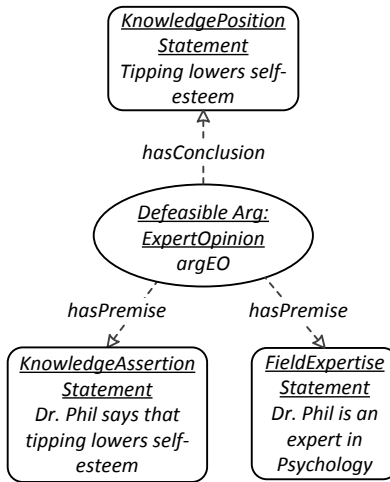 KnowledgePosition
Statement
Tipping lowers self-
esteem
hasConclusion
Defeasible Arg:
ExpertOpinion
argEO
hasPremise
hasPremise
KnowledgeAssertion
Statement
Dr. Phil says that
tipping lowers self-
esteem
FieldExpertise
Statement
Dr. Phil is an
expert in
Psychology